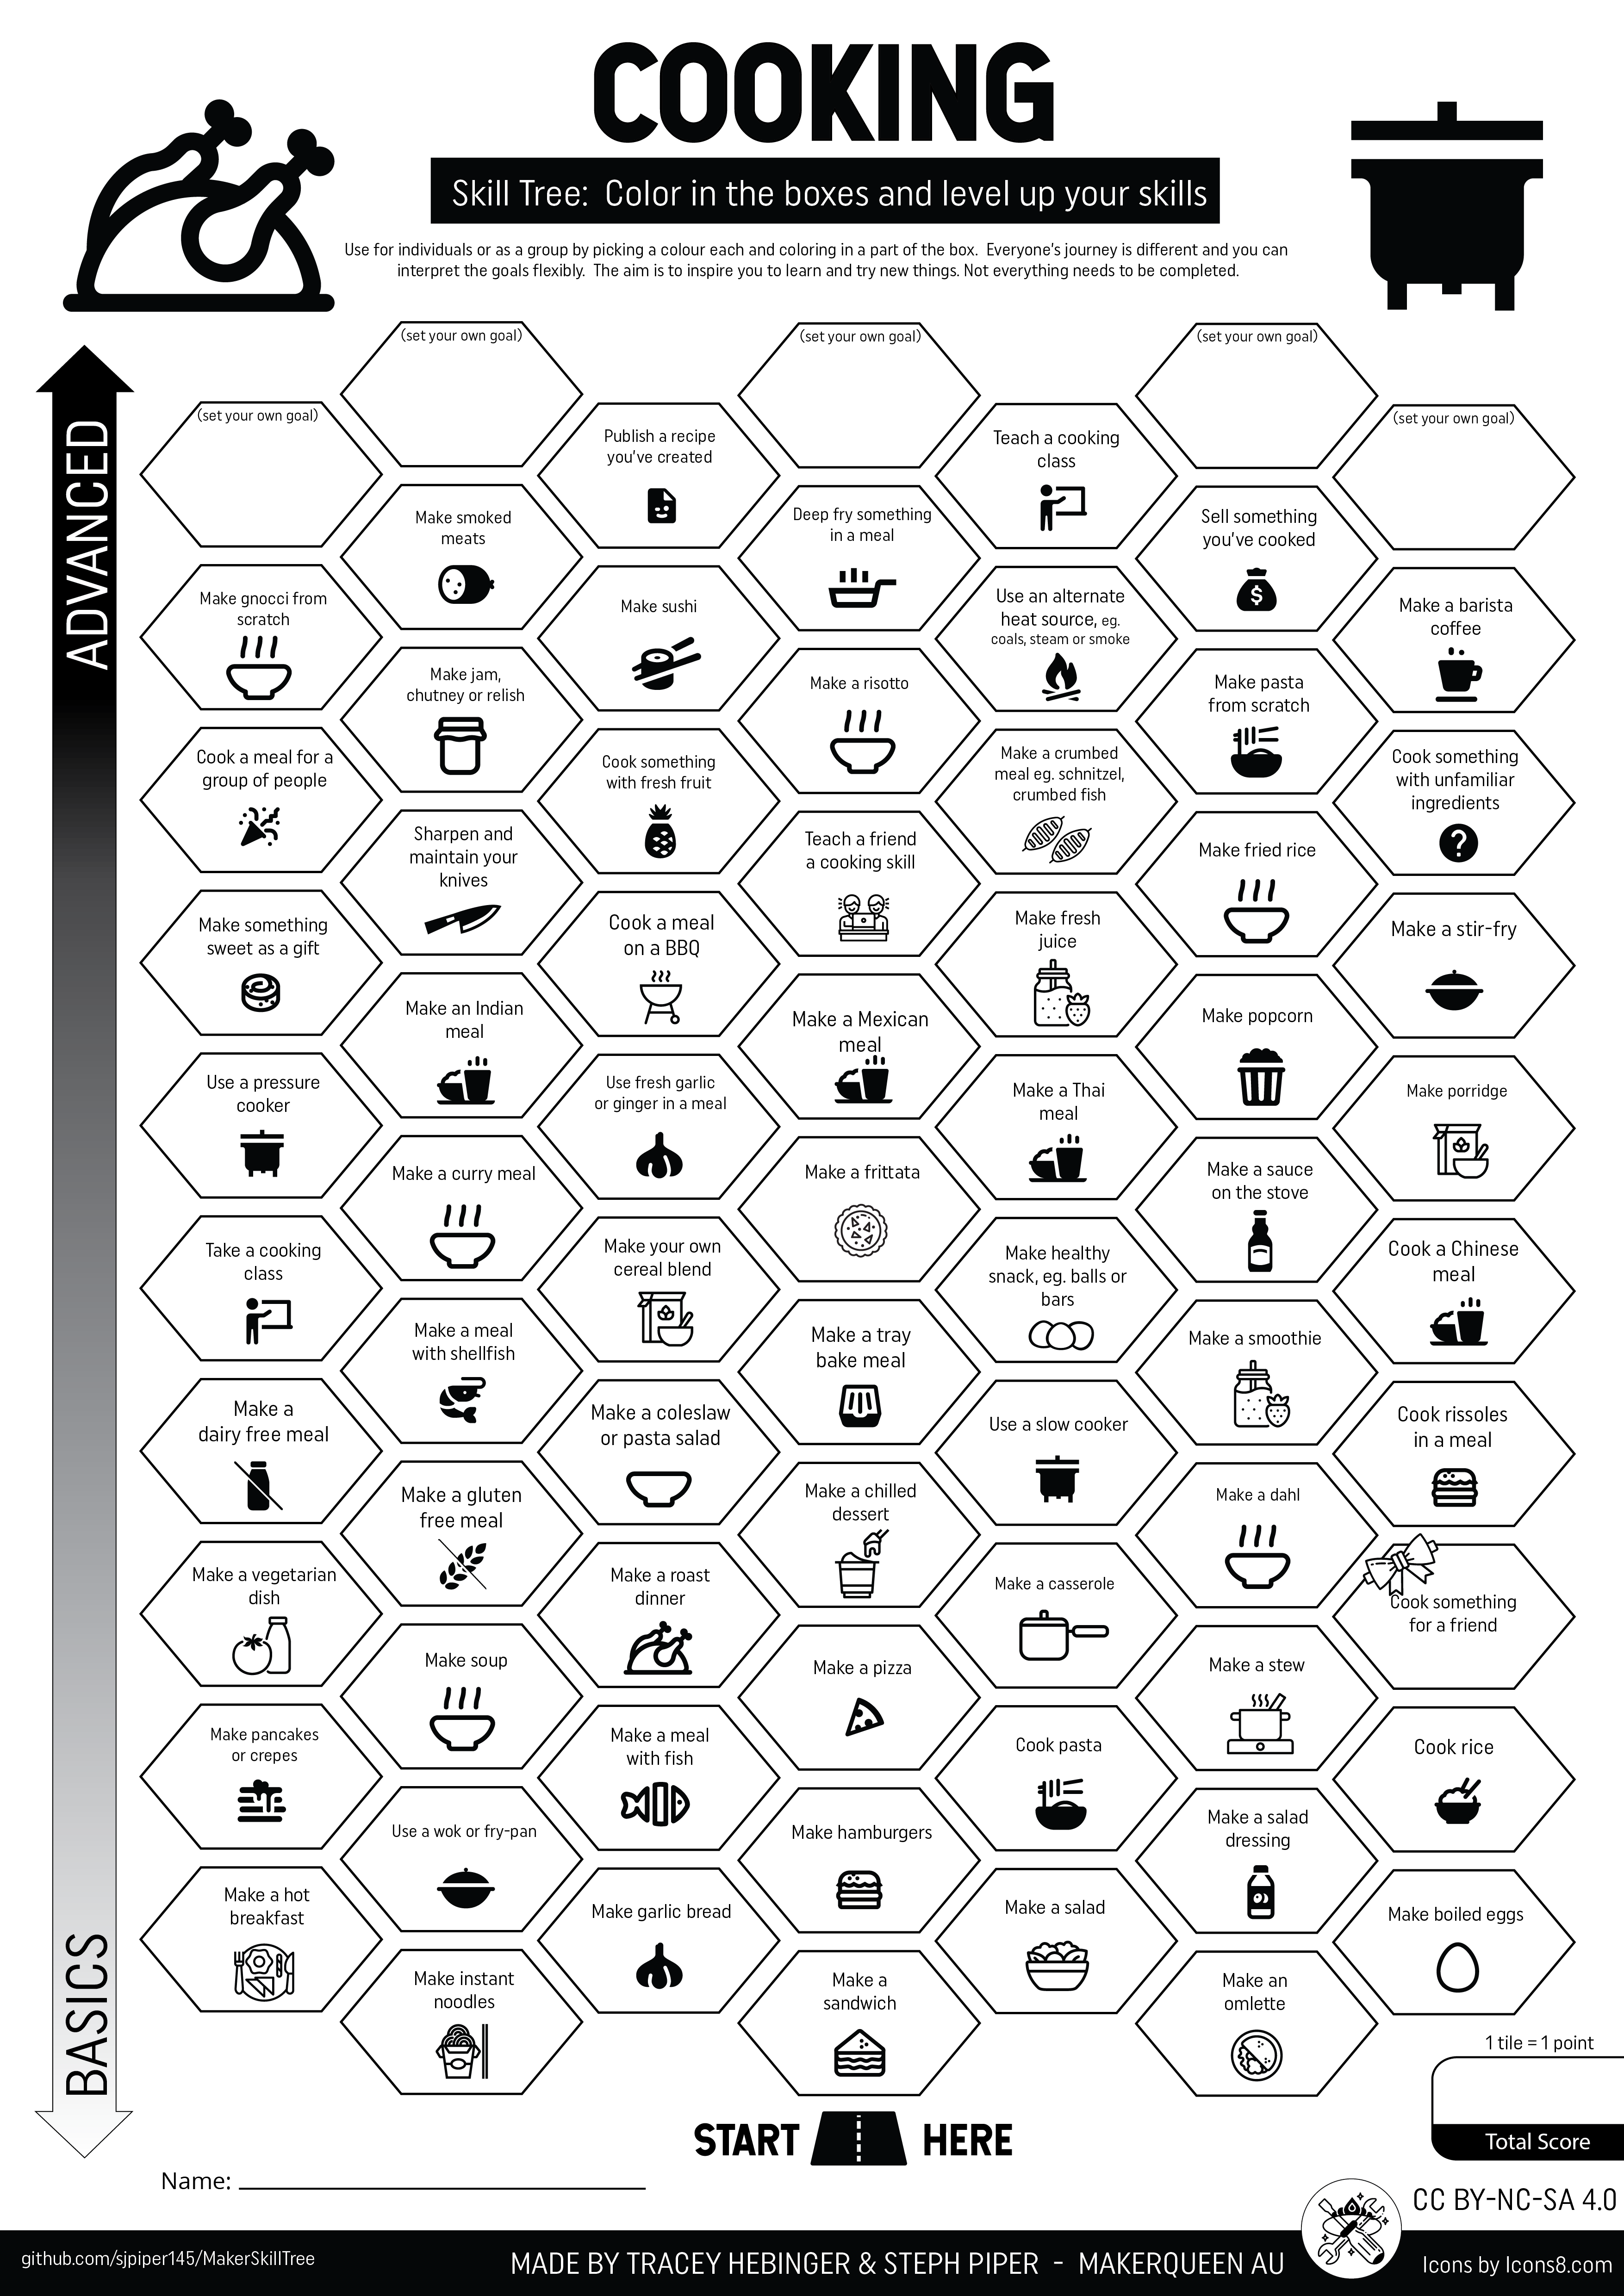 COOKING
Skill Tree:  Color in the boxes and level up your skills
Use for individuals or as a group by picking a colour each and coloring in a part of the box.  Everyone's journey is different and you can
interpret the goals flexibly.  The aim is to inspire you to learn and try new things. Not everything needs to be completed.
ADVANCED
(set your own goal)
(set your own goal)
(set your own goal)
(set your own goal)
(set your own goal)
Publish a recipe
you've created
Teach a cooking
class
Make smoked
meats
Deep fry something
in a meal
Sell something
you've cooked
Make gnocci from
scratch
Make sushi
Use an alternate
heat source, eg.
coals, steam or smoke
Make a barista
coffee
Make jam,
chutney or relish
Make a risotto
Make pasta
from scratch
Cook a meal for a
group of people
Cook something
with fresh fruit
Make a crumbed
meal eg. schnitzel,
crumbed fish
Cook something
with unfamiliar
ingredients
Sharpen and
maintain your
knives
Teach a friend
a cooking skill
Make fried rice
Make something
sweet as a gift
Cook a meal
on a BBQ
Make fresh
juice
Make a stir-fry
Make an Indian
meal
Make a Mexican
meal
Make popcorn
Use a pressure
cooker
Use fresh garlic
or ginger in a meal
Make a Thai
meal
Make porridge
Make a curry meal
Make a frittata
Make a sauce
on the stove
Take a cooking
class
Make your own
cereal blend
Make healthy
snack, eg. balls or
bars
Cook a Chinese
meal
Make a meal
with shellfish
Make a tray
bake meal
Make a smoothie
Make a
dairy free meal
Make a coleslaw
or pasta salad
Use a slow cooker
Cook rissoles
in a meal
Make a gluten
free meal
Make a chilled
dessert
Make a dahl
Make a vegetarian
dish
Make a roast
dinner
Make a casserole
Cook something
for a friend
Make soup
Make a pizza
Make a stew
Make pancakes
or crepes
Make a meal
with fish
Cook pasta
Cook rice
Use a wok or fry-pan
Make hamburgers
Make a salad
dressing
Make a hot
breakfast
Make garlic bread
Make a salad
Make boiled eggs
Make instant
noodles
Make a
sandwich
Make an
omlette
BASICS
1 tile = 1 point
Total Score
START HERE
Name:
CC BY-NC-SA 4.0
github.com/sjpiper145/MakerSkillTree
MADE BY TRACEY HEBINGER & STEPH PIPER  -  MAKERQUEEN AU
Icons by Icons8.com